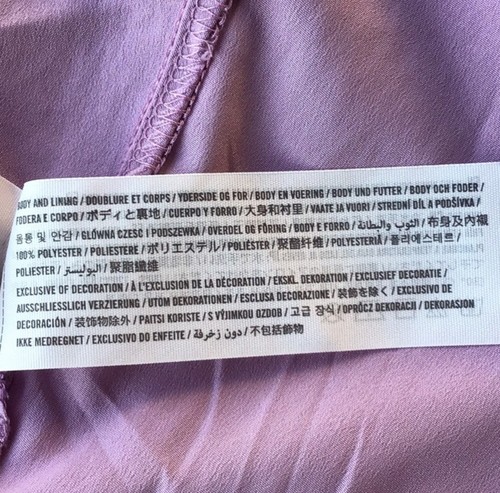 BODY AND LINING / DOUBLURE ET CORPS / YDERSIDE OG FOR / BODY EN VOERING / BODY UND FUTTER / BODY OCH FODER /
FODERA E CORPO / ボディと裏地 / CUERPO Y FORRO / 大身和衬里 / VAATE JA VUORI / STREDNÍ DIL A PODŠÍVKA /
몸통 및 안감 / GŁÓWNA CZESC I PODSZEWKA / OVERDEL OG FÔRING / BODY E FORRO / الثوب والبطانة / 布身及內襯
100% POLYESTER / POLIESTERE / ポリエステル / POLIÉSTER / 聚酯纤维 / POLYESTERIÄ / 폴리에스테르 /
POLIESTER / البوليستر / 聚酯纖維
EXCLUSIVE OF DECORATION / À L'EXCLUSION DE LA DÉCORATION / EKSKL. DEKORATION / EXCLUSIEF DECORATIE /
AUSSCHLIESSLICH VERZIERUNG / UTOM DEKORATIONEN / ESCLUSA DECORAZIONE / 装飾を除く / EXCLUSIVO DE
DECORACIÓN / 装饰物除外 / PAITSI KORISTE / S VÝJIMKOU OZDOB / 고급 장식 / OPRÓCZ DEKORACJI / DEKORASJON
IKKE MEDREGNET / EXCLUSIVO DO ENFEITE / دون زخرفة / 不包括飾物